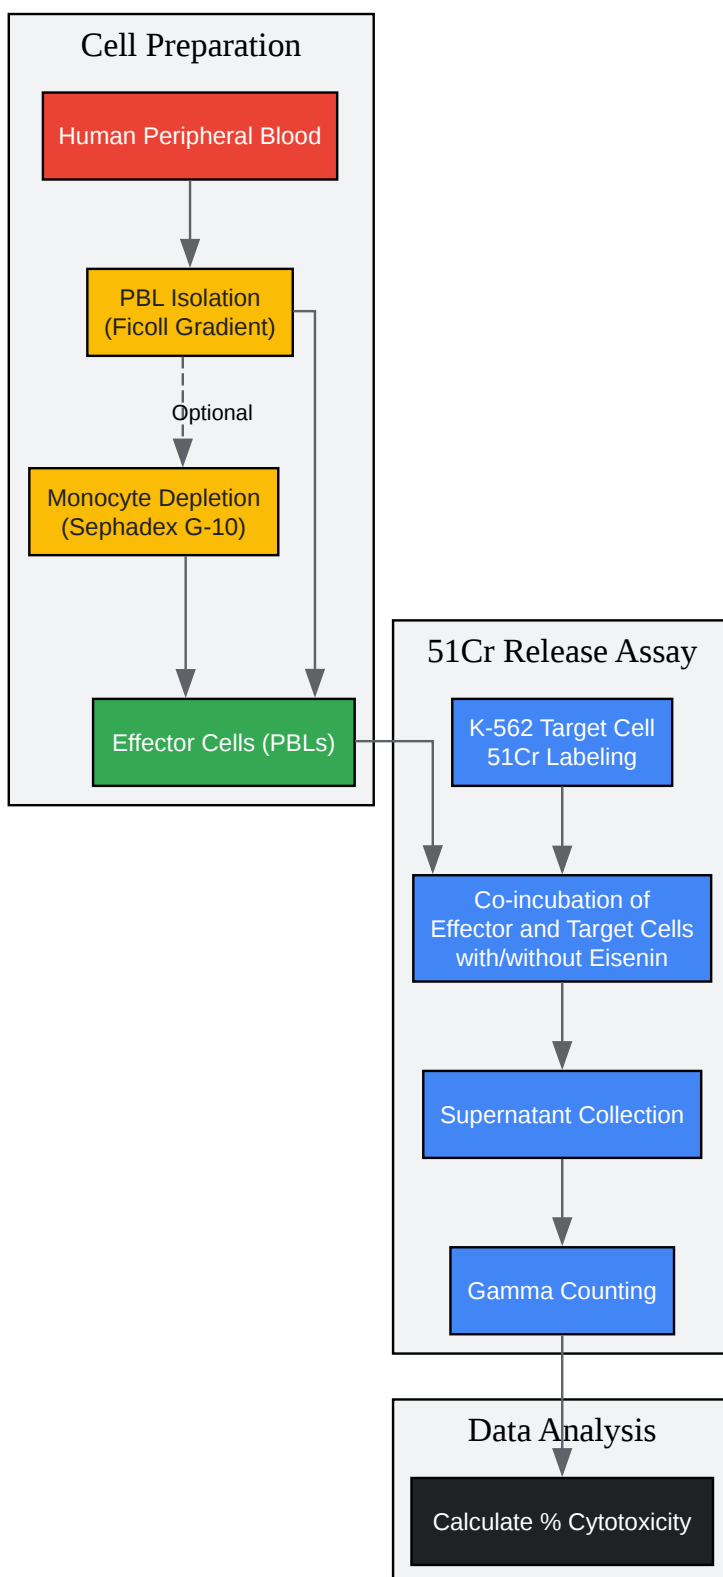 Cell Preparation
Human Peripheral Blood
PBL Isolation
(Ficoll Gradient)
Optional
Monocyte Depletion
(Sephadex G-10)
Effector Cells (PBLs)
51Cr Release Assay
K-562 Target Cell
51Cr Labeling
Co-incubation of
Effector and Target Cells
with/without Eisenin
Supernatant Collection
Gamma Counting
Data Analysis
Calculate % Cytotoxicity